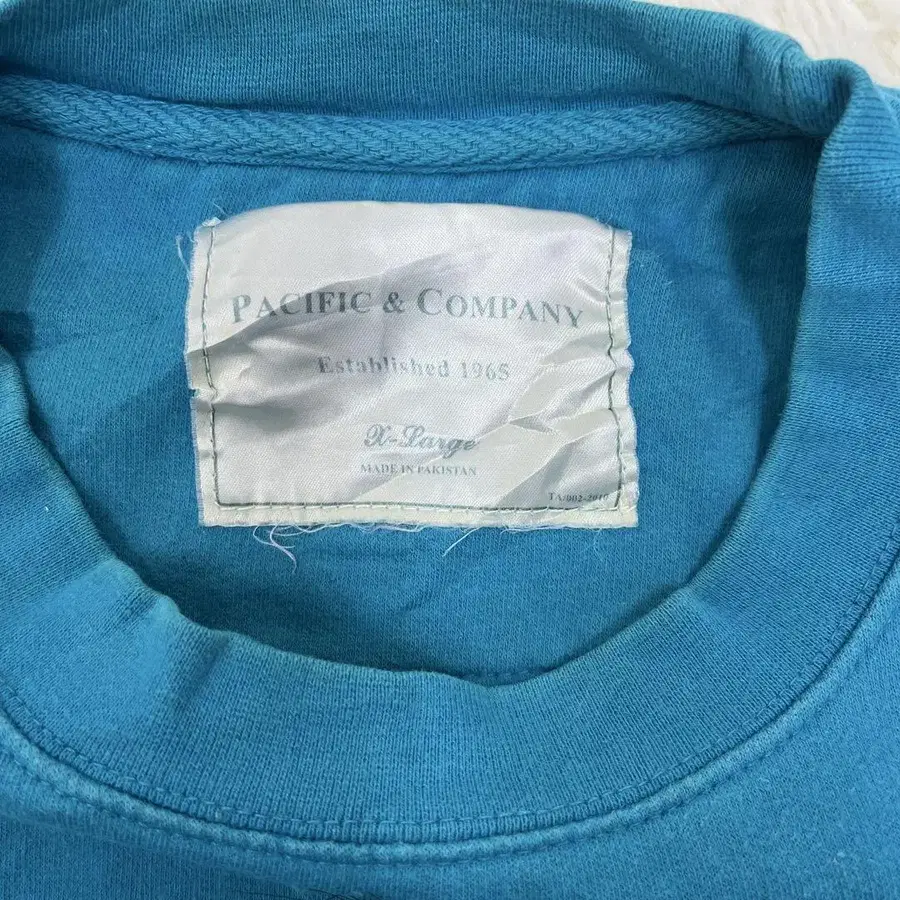 PACIFIC & COMPANY
Established 1965
X-Large
MADE IN PAKISTAN